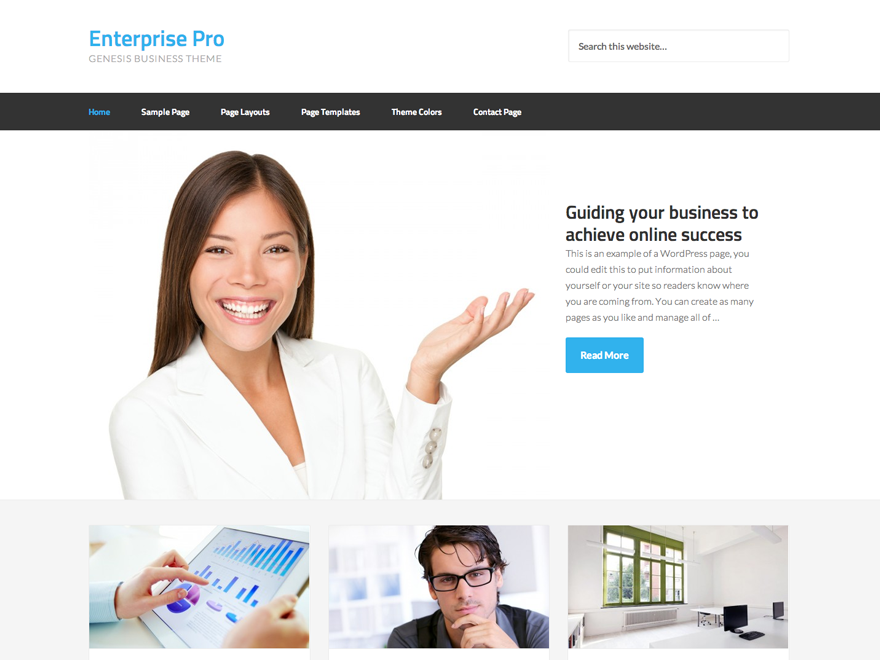 Enterprise Pro
GENESIS BUSINESS THEME
Search this website...
Home
Sample Page
Page Layouts
Page Templates
Theme Colors
Contact Page
Guiding your business to
achieve online success
This is an example of a WordPress page, you
could edit this to put information about
yourself or your site so readers know where
you are coming from. You can create as many
pages as you like and manage all of ...
Read More